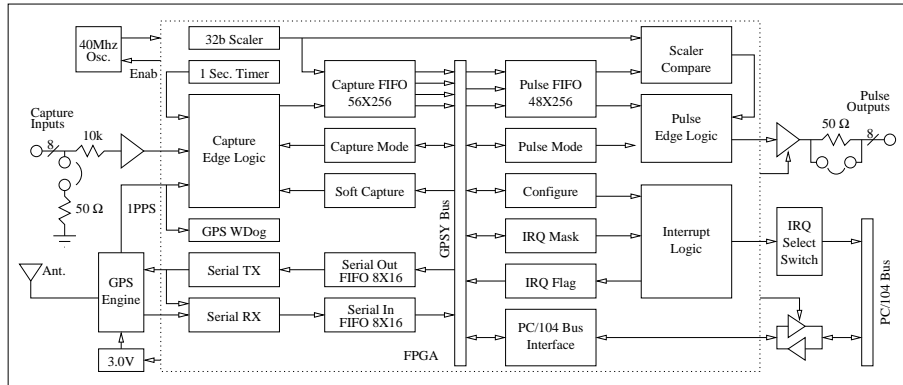 40Mhz
Osc.
Enab
32b Scaler
1 Sec. Timer
Capture FIFO
56X256
Pulse FIFO
48X256
Scaler
Compare
Capture
Inputs
8
10k
50 Ω
Capture
Edge Logic
Capture Mode
Soft Capture
Pulse Mode
Pulse
Edge Logic
Pulse
Outputs
50 Ω
8
1PPS
GPS WDog
GPSY Bus
Configure
IRQ Mask
IRQ Flag
Interrupt
Logic
IRQ
Select
Switch
PC/104 Bus
Ant.
GPS
Engine
3.0V
Serial TX
Serial Out
FIFO 8X16
Serial RX
Serial In
FIFO 8X16
FPGA
PC/104 Bus
Interface